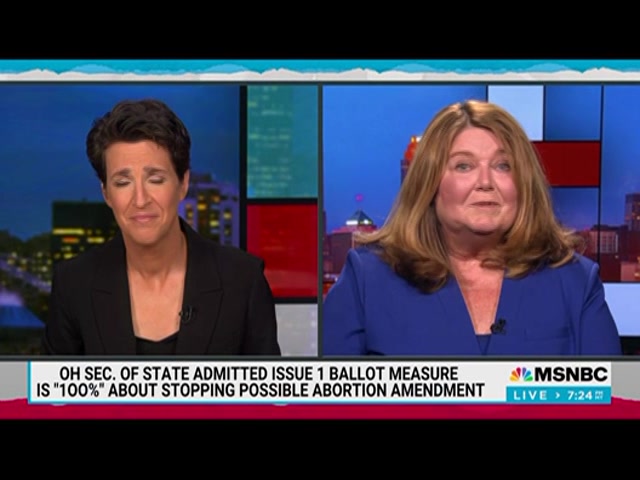 OH SEC. OF STATE ADMITTED ISSUE 1 BALLOT MEASURE
IS "100%" ABOUT STOPPING POSSIBLE ABORTION AMENDMENT
MSNBC
LIVE > 7:24